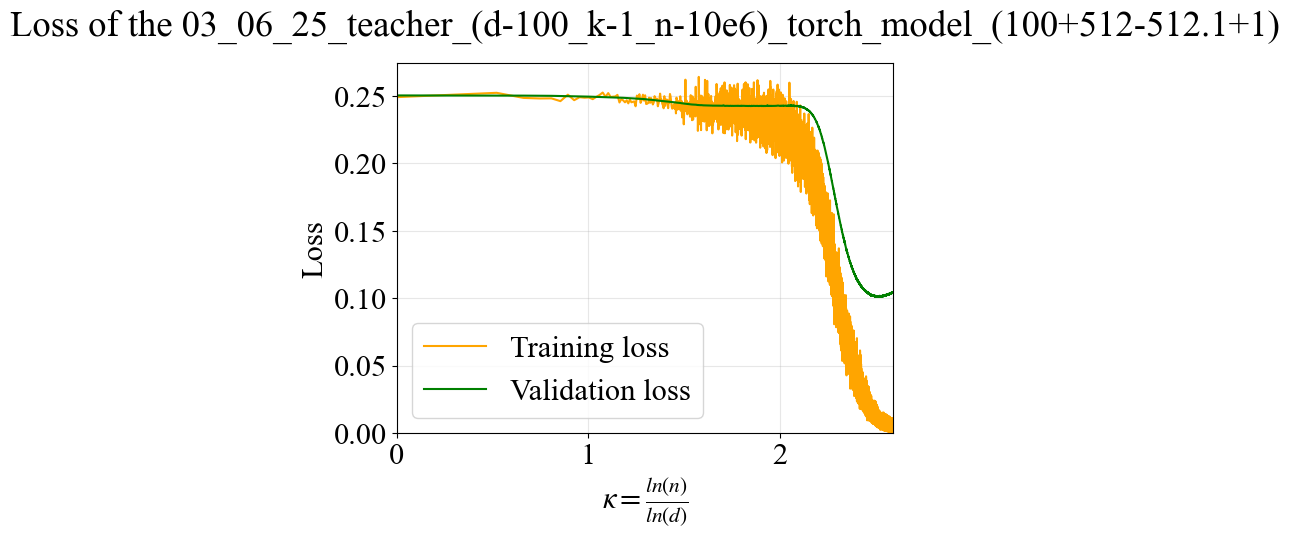 Loss of the 03_06_25_teacher_(d-100_k-1_n-10e6)_torch_model_(100+512-512.1+1)
0.25
0.20
0.15
0.10
0.05
0.00
Loss
Training loss
Validation loss
0 1 2
κ = ln(n)/ln(d)